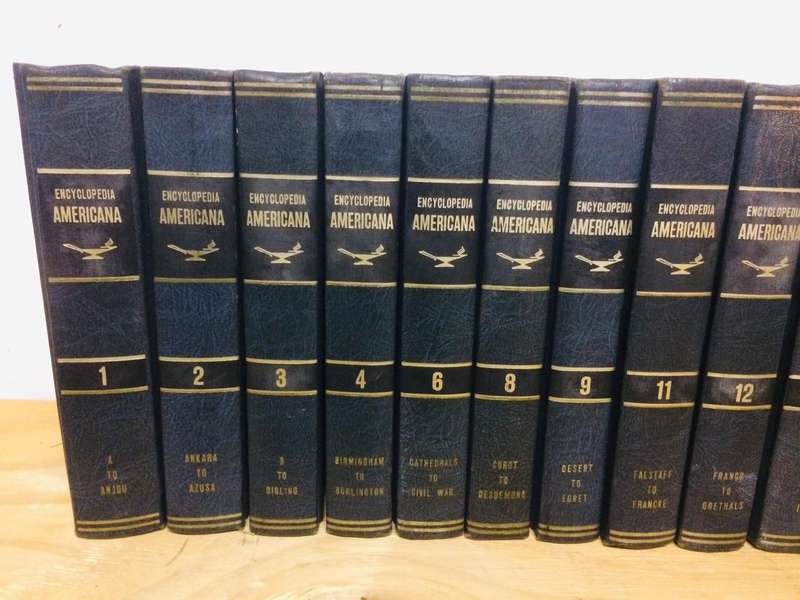 ENCYCLOPEDIA
AMERICANA
1
A
TO
ANJOU
ENCYCLOPEDIA
AMERICANA
2
ANKARA
TO
AZUSA
ENCYCLOPEDIA
AMERICANA
3
B
TO
BIRLING
ENCYCLOPEDIA
AMERICANA
4
BIRMINGHAM
TO
BURLINGTON
ENCYCLOPEDIA
AMERICANA
6
CATHEDRALS
TO
CIVIL WAR
ENCYCLOPEDIA
AMERICANA
8
COROT
TO
DESDEMONA
ENCYCLOPEDIA
AMERICANA
9
DESERT
TO
EGRET
ENCYCLOPEDIA
AMERICANA
11
FALSTAFF
TO
FRANCKE
ENCYCLOPEDIA
AMERICANA
12
FRANCO
TO
GOETHALS